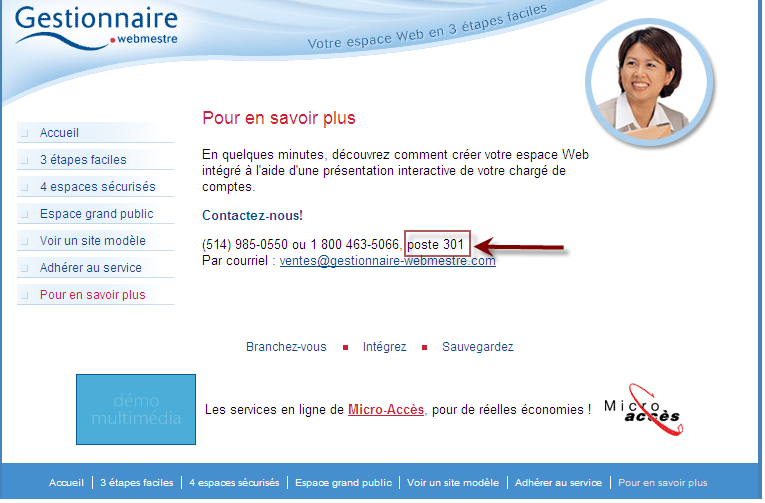 Gestionnaire
webmestre
Votre espace Web en 3 étapes faciles
Accueil
3 étapes faciles
4 espaces sécurisés
Espace grand public
Voir un site modèle
Adhérer au service
Pour en savoir plus
Pour en savoir plus
En quelques minutes, découvrez comment créer votre espace Web
intégré à l'aide d'une présentation interactive de votre chargé de
comptes.
Contactez-nous!
(514) 985-0550 ou 1 800 463-5066, poste 301
Par courriel : ventes@gestionnaire-webmestre.com
Branchez-vous Intégrez Sauvegardez
démo
multimédia
Les services en ligne de Micro-Accès, pour de réelles économies !
Micro
accès
Accueil | 3 étapes faciles | 4 espaces sécurisés | Espace grand public | Voir un site modèle | Adhérer au service | Pour en savoir plus